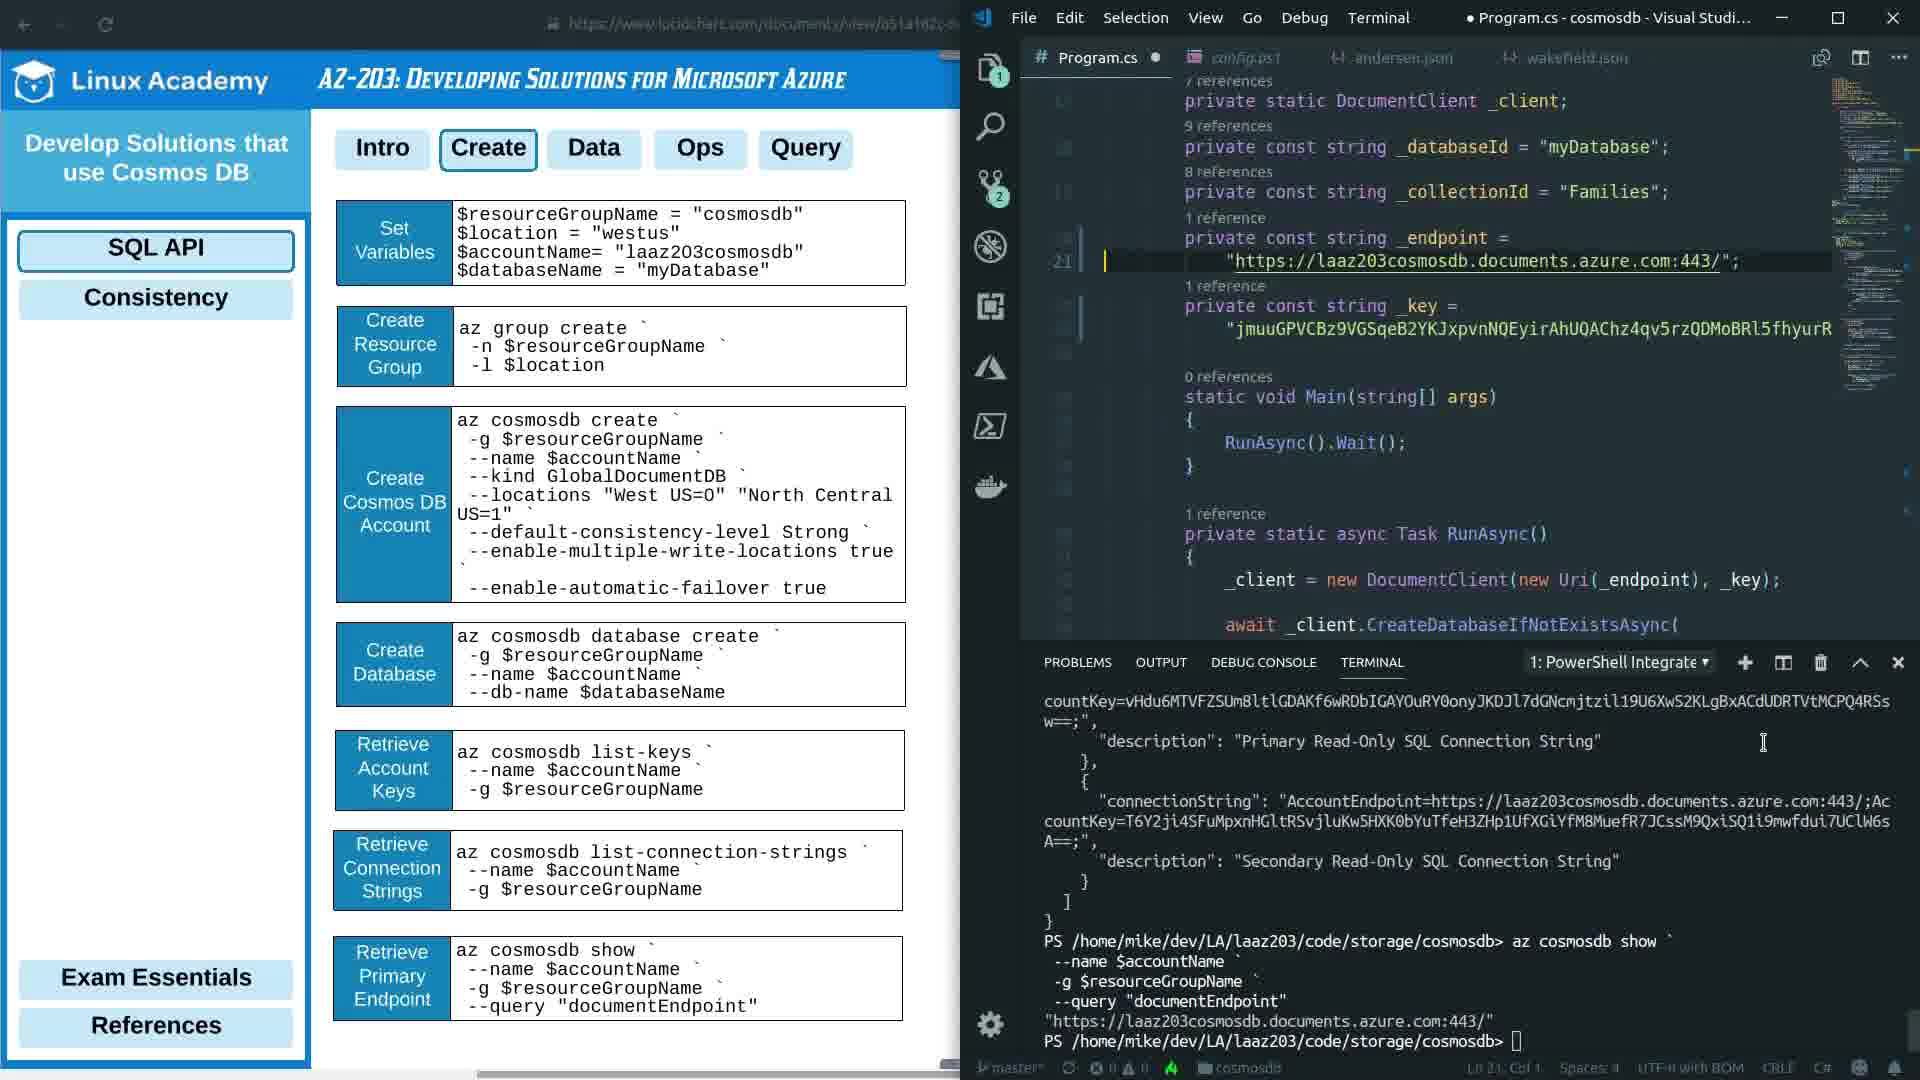 https://www.lucidchart.com/documents/view/
Linux Academy
AZ-203: Developing Solutions for Microsoft Azure
Develop Solutions that
use Cosmos DB
SQL API
Consistency
Exam Essentials
References
Intro
Create
Data
Ops
Query
Set
Variables
$resourceGroupName = "cosmosdb"
$location = "westus"
$accountName= "laaz203cosmosdb"
$databaseName = "myDatabase"
Create
Resource
Group
az group create `
-n $resourceGroupName `
-l $location
Create
Cosmos DB
Account
az cosmosdb create `
-g $resourceGroupName `
--name $accountName `
--kind GlobalDocumentDB `
--locations "West US=0" "North Central
US=1" `
--default-consistency-level Strong `
--enable-multiple-write-locations true
`
--enable-automatic-failover true
Create
Database
az cosmosdb database create `
-g $resourceGroupName `
--name $accountName `
--db-name $databaseName
Retrieve
Account
Keys
az cosmosdb list-keys `
--name $accountName `
-g $resourceGroupName
Retrieve
Connection
Strings
az cosmosdb list-connection-strings `
--name $accountName `
-g $resourceGroupName
Retrieve
Primary
Endpoint
az cosmosdb show `
--name $accountName `
-g $resourceGroupName `
--query "documentEndpoint"
File Edit Selection View Go Debug Terminal
● Program.cs - cosmosdb - Visual Studi...
# Program.cs ●
config.ps1
andersen.json
wakefield.json
1
2
7 references
private static DocumentClient _client;
9 references
private const string _databaseId = "myDatabase";
8 references
private const string _collectionId = "Families";
1 reference
private const string _endpoint =
21
"https://laaz203cosmosdb.documents.azure.com:443/";
1 reference
private const string _key =
"jmuuGPVCBz9VGSqeB2YKJxpvnNQEyirAhUQAChz4qv5rzQDMoBRl5fhyurR
0 references
static void Main(string[] args)
{
RunAsync().Wait();
}
1 reference
private static async Task RunAsync()
{
_client = new DocumentClient(new Uri(_endpoint), _key);
await _client.CreateDatabaseIfNotExistsAsync(
PROBLEMS OUTPUT DEBUG CONSOLE TERMINAL
1: PowerShell Integrate
countKey=vHdu6MTVFZSUm8ltlGDAKf6wRDbIGAYOuRY0onyJKDJl7dGNcmjtzil19U6XwS2KLgBxACdUDRTVtMCPQ4RSs
w==;",
"description": "Primary Read-Only SQL Connection String"
},
{
"connectionString": "AccountEndpoint=https://laaz203cosmosdb.documents.azure.com:443/;Ac
countKey=T6Y2ji4SFuMpxnHGltRSvjluKw5HXK0bYuTfeH3ZHp1UfXGiYfM8MuefR7JCssM9QxiSQ1i9mwfdui7UClW6s
A==;",
"description": "Secondary Read-Only SQL Connection String"
}
]
}
PS /home/mike/dev/LA/laaz203/code/storage/cosmosdb> az cosmosdb show `
--name $accountName `
-g $resourceGroupName `
--query "documentEndpoint"
"https://laaz203cosmosdb.documents.azure.com:443/"
PS /home/mike/dev/LA/laaz203/code/storage/cosmosdb>
master*
0
0
cosmosdb
Ln 21, Col 1
Spaces: 4
UTF-8 with BOM
CRLF
C#